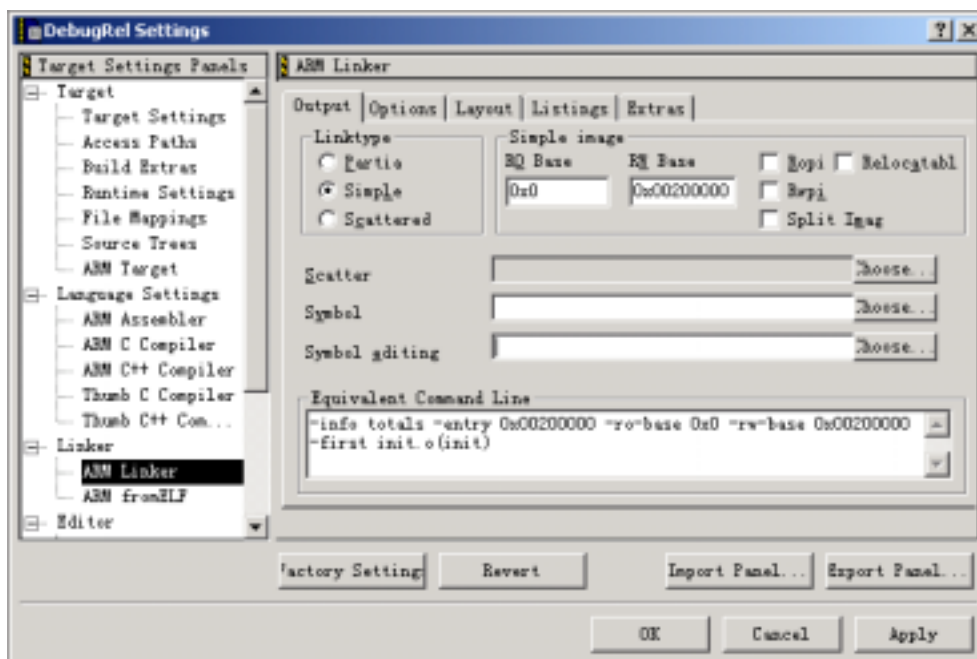 DebugRel Settings
Target Settings Panels
Target
Target Settings
Access Paths
Build Extras
Runtime Settings
File Mappings
Source Trees
ARM Target
Language Settings
ARM Assembler
ARM C Compiler
ARM C++ Compiler
Thumb C Compiler
Thumb C++ Com...
Linker
ARM Linker
ARM fromELF
Editor
ARM Linker
Output Options Layout Listings Extras
Linktype
Partia
Simple
Scattered
Simple image
RO Base RW Base
0x0 0x00200000
Ropi Relocatabl
Rwpi
Split Imag
Scatter Choose...
Symbol Choose...
Symbol editing Choose...
Equivalent Command Line
-info totals -entry 0x00200000 -ro-base 0x0 -rw-base 0x00200000
-first init.o(init)
Factory Setting Revert Import Panel... Export Panel...
OK Cancel Apply